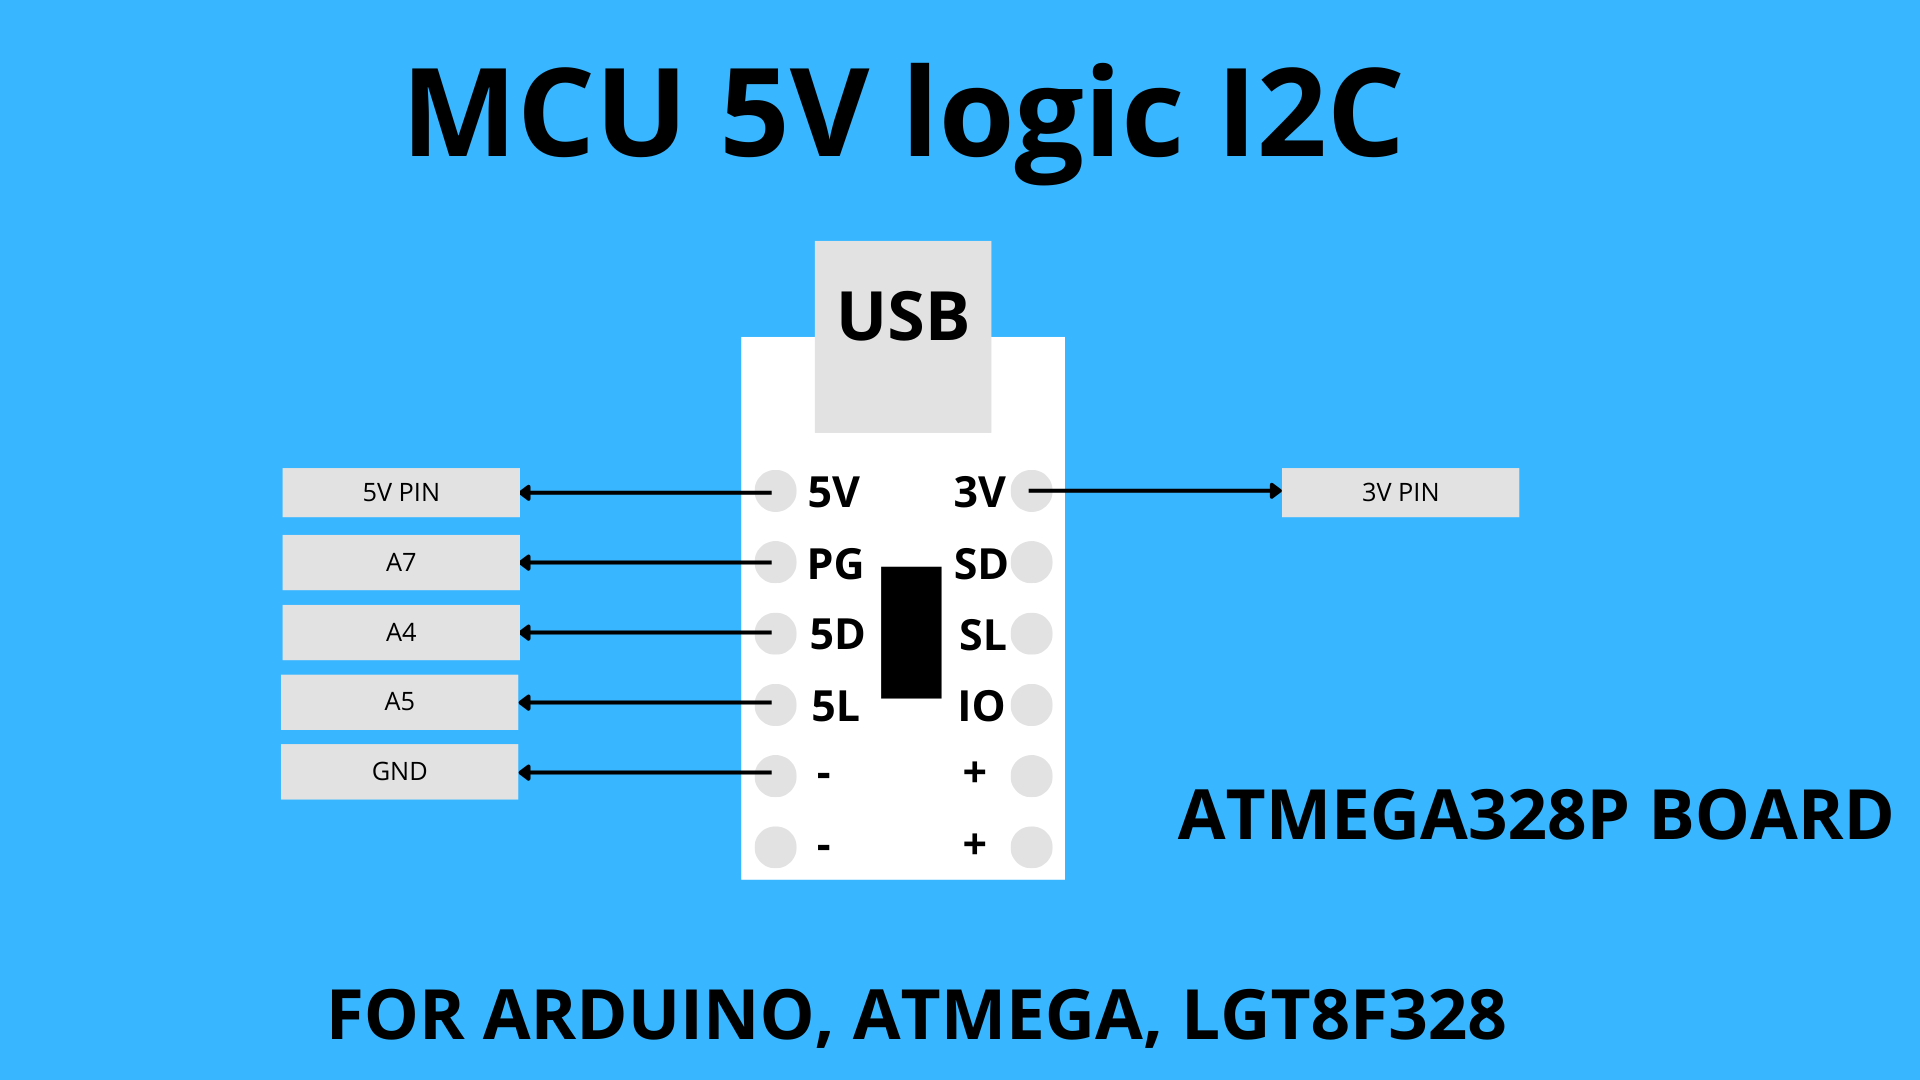 MCU 5V logic I2C
USB
5V PIN
5V
3V
3V PIN
A7
PG
SD
A4
5D
SL
A5
5L
IO
GND
-
+
-
+
ATMEGA328P BOARD
FOR ARDUINO, ATMEGA, LGT8F328